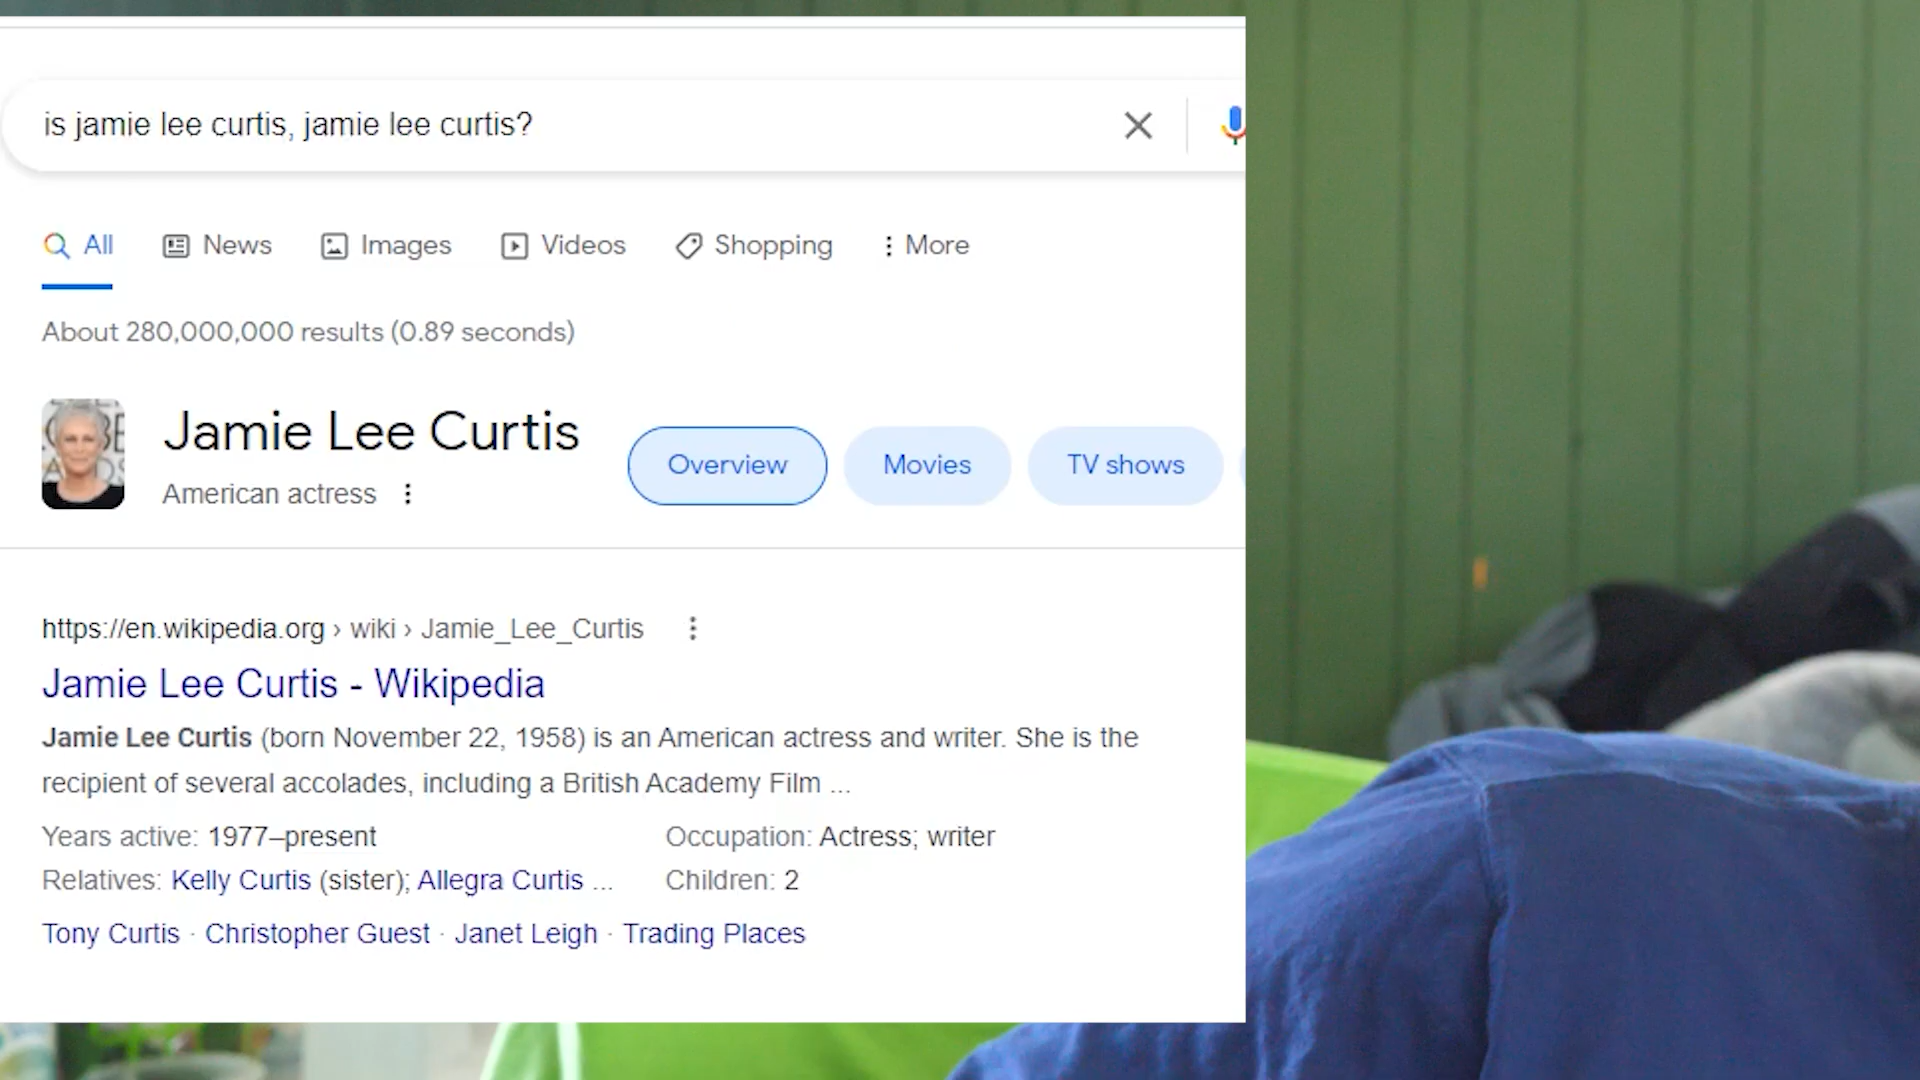 is jamie lee curtis, jamie lee curtis?
All News Images Videos Shopping More
About 280,000,000 results (0.89 seconds)
Jamie Lee Curtis
American actress
Overview Movies TV shows
https://en.wikipedia.org › wiki › Jamie_Lee_Curtis
Jamie Lee Curtis - Wikipedia
Jamie Lee Curtis (born November 22, 1958) is an American actress and writer. She is the
recipient of several accolades, including a British Academy Film ...
Years active: 1977–present Occupation: Actress; writer
Relatives: Kelly Curtis (sister); Allegra Curtis ... Children: 2
Tony Curtis · Christopher Guest · Janet Leigh · Trading Places